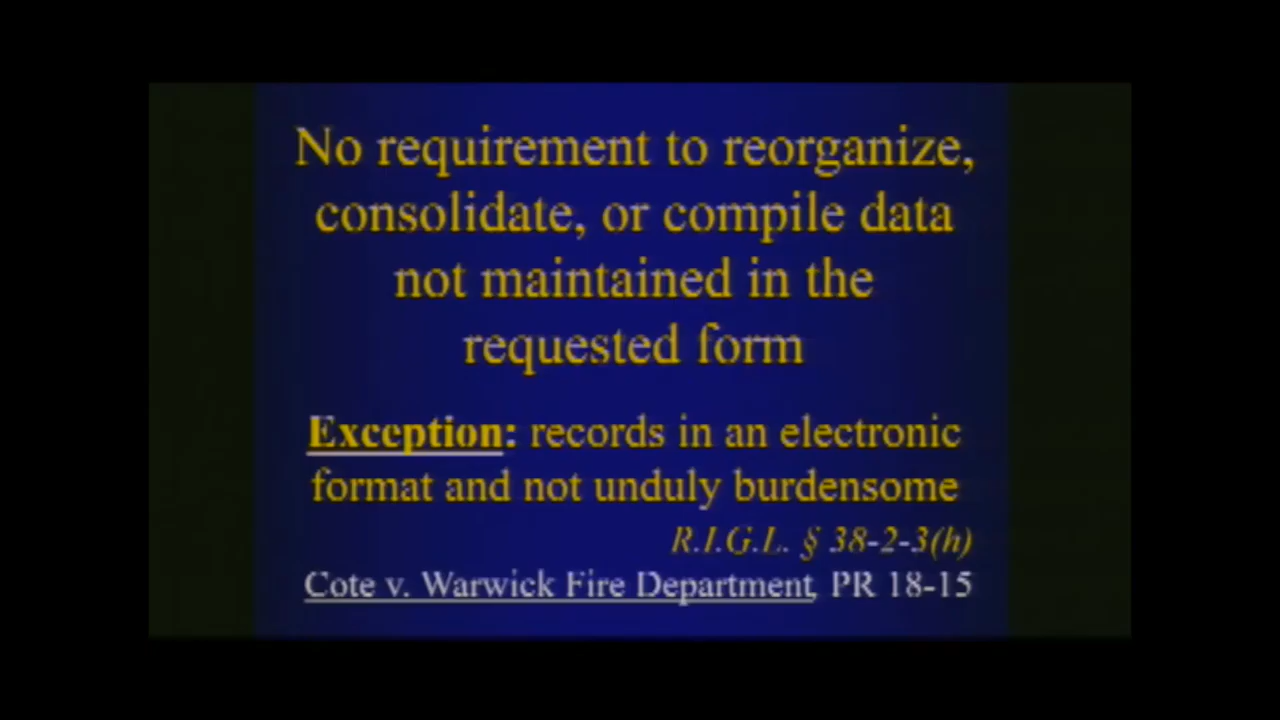 No requirement to reorganize,
consolidate, or compile data
not maintained in the
requested form
Exception: records in an electronic
format and not unduly burdensome
R.I.G.L. § 38-2-3(h)
Cote v. Warwick Fire Department, PR 18-15